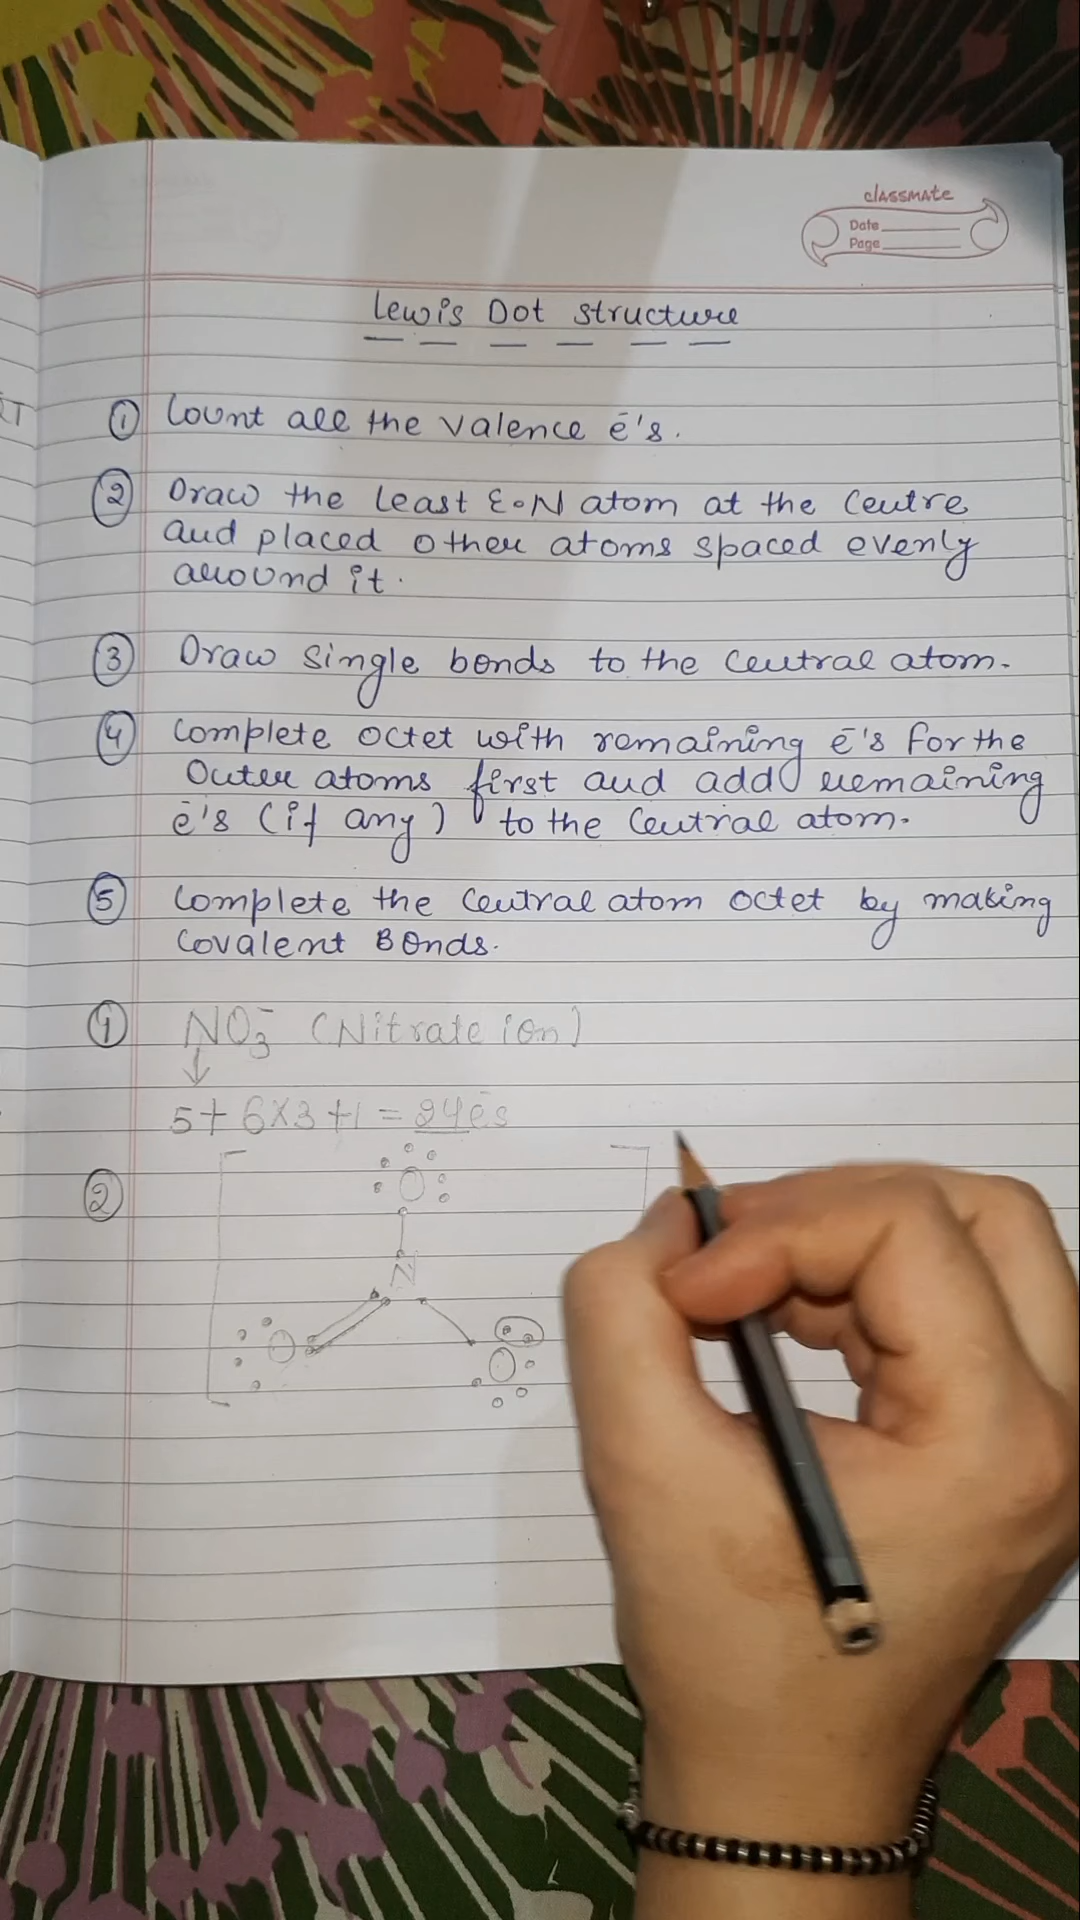 classmate
Date
Page
Lewis Dot structure
① Count all the valence ē's.
② Draw the least E.N atom at the centre
and placed other atoms spaced evenly
around it.
③ Draw single bonds to the central atom.
④ Complete octet with remaining ē's for the
Outer atoms first and add remaining
ē's (if any) to the central atom.
⑤ Complete the central atom octet by making
Covalent Bonds.
① NO₃⁻ (Nitrate ion)
↓
5+6×3+1=24ēs
②
O
N
O
O